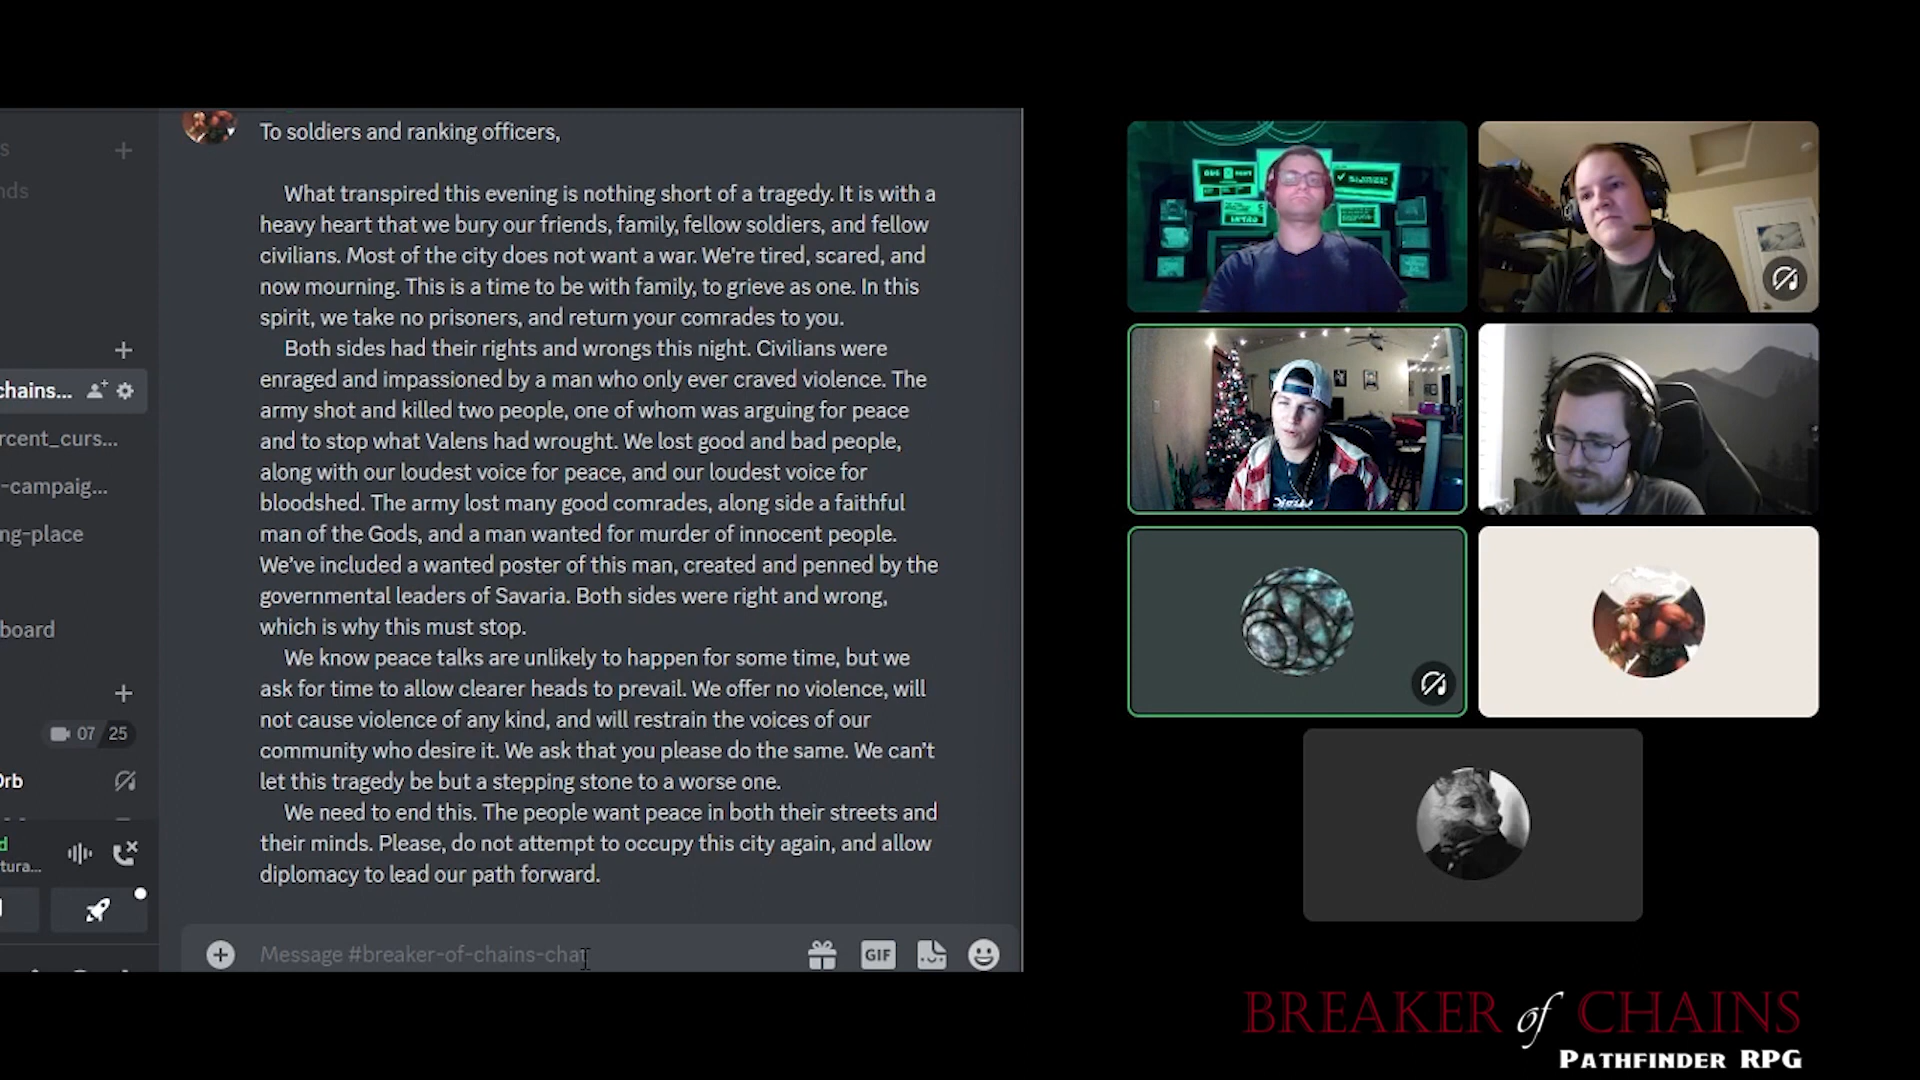 To soldiers and ranking officers,
What transpired this evening is nothing short of a tragedy. It is with a
heavy heart that we bury our friends, family, fellow soldiers, and fellow
civilians. Most of the city does not want a war. We're tired, scared, and
now mourning. This is a time to be with family, to grieve as one. In this
spirit, we take no prisoners, and return your comrades to you.
Both sides had their rights and wrongs this night. Civilians were
enraged and impassioned by a man who only ever craved violence. The
army shot and killed two people, one of whom was arguing for peace
and to stop what Valens had wrought. We lost good and bad people,
along with our loudest voice for peace, and our loudest voice for
bloodshed. The army lost many good comrades, along side a faithful
man of the Gods, and a man wanted for murder of innocent people.
We've included a wanted poster of this man, created and penned by the
governmental leaders of Savaria. Both sides were right and wrong,
which is why this must stop.
We know peace talks are unlikely to happen for some time, but we
ask for time to allow clearer heads to prevail. We offer no violence, will
not cause violence of any kind, and will restrain the voices of our
community who desire it. We ask that you please do the same. We can't
let this tragedy be but a stepping stone to a worse one.
We need to end this. The people want peace in both their streets and
their minds. Please, do not attempt to occupy this city again, and allow
diplomacy to lead our path forward.
Message #breaker-of-chains-chat
GIF
s
nds
chains...
rcent_curs...
-campaig...
ng-place
board
07 25
Orb
d
tura...
BREAKER of CHAINS
PATHFINDER RPG